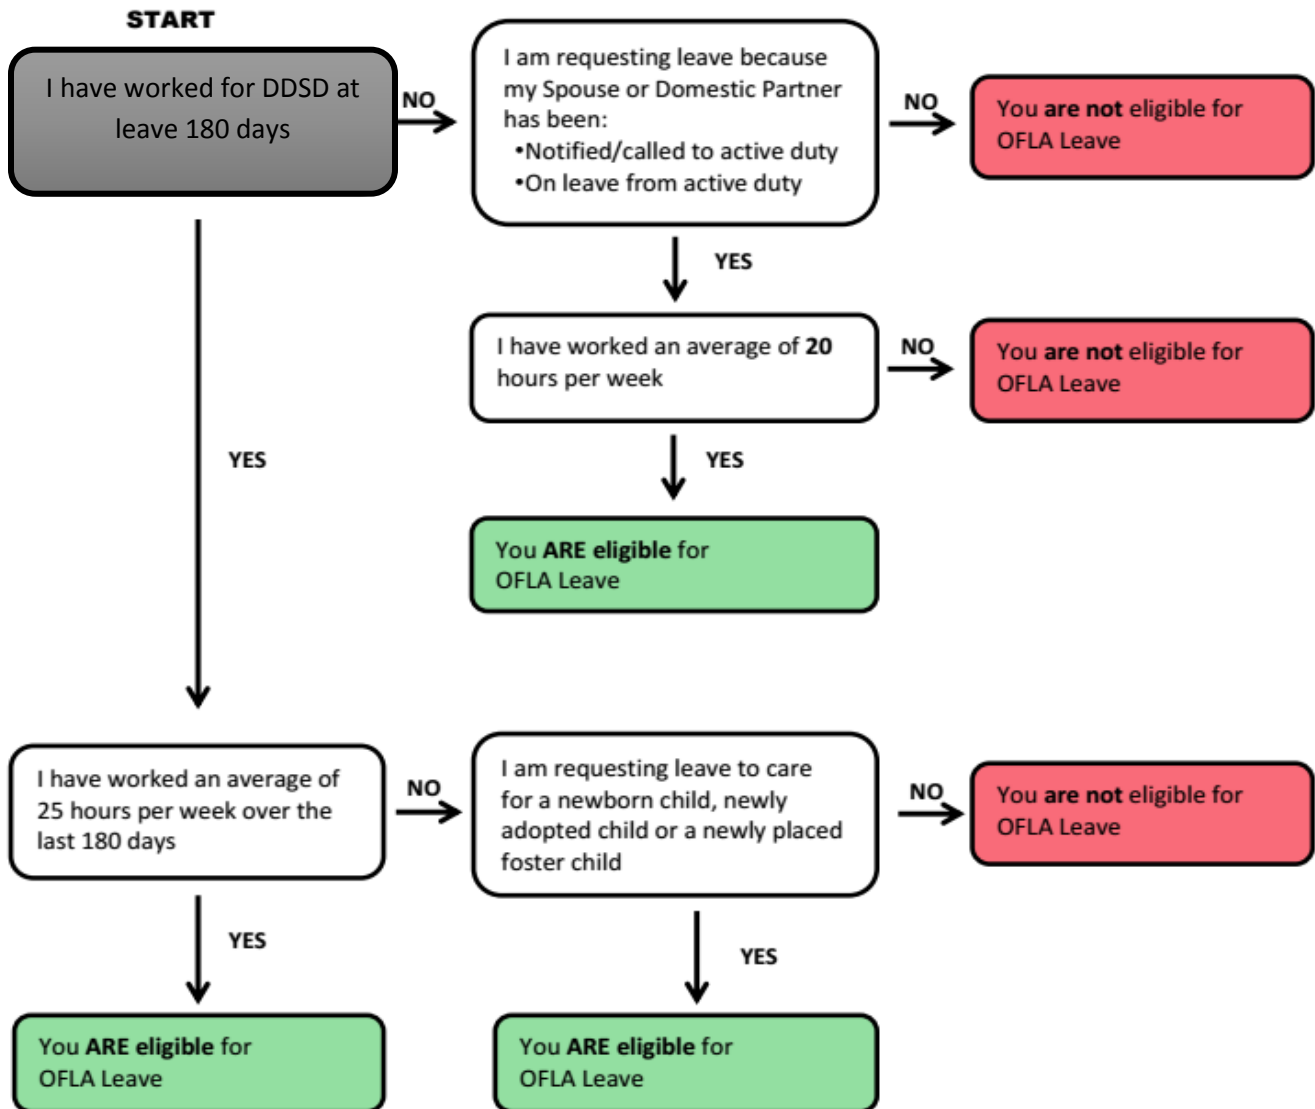 START
I have worked for DDSD at
leave 180 days
NO
I am requesting leave because
my Spouse or Domestic Partner
has been:
•Notified/called to active duty
•On leave from active duty
NO
You are not eligible for
OFLA Leave
YES
I have worked an average of 20
hours per week
NO
You are not eligible for
OFLA Leave
YES
YES
You ARE eligible for
OFLA Leave
I have worked an average of
25 hours per week over the
last 180 days
NO
I am requesting leave to care
for a newborn child, newly
adopted child or a newly placed
foster child
NO
You are not eligible for
OFLA Leave
YES
YES
You ARE eligible for
OFLA Leave
You ARE eligible for
OFLA Leave